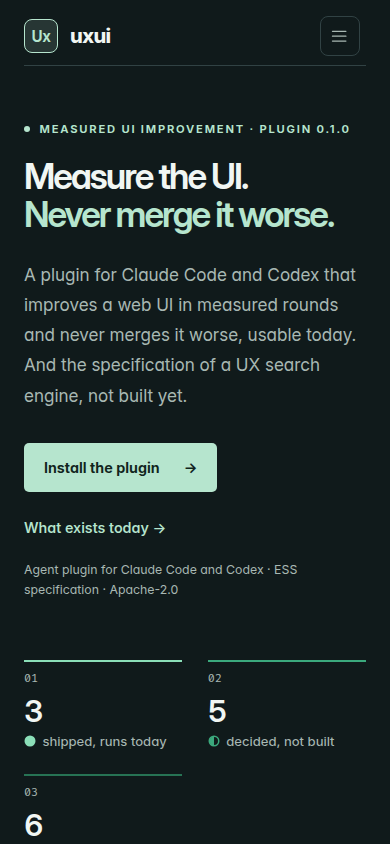 Ux uxui
MEASURED UI IMPROVEMENT · PLUGIN 0.1.0
Measure the UI.
Never merge it worse.
A plugin for Claude Code and Codex that
improves a web UI in measured rounds
and never merges it worse, usable today.
And the specification of a UX search
engine, not built yet.
Install the plugin →
What exists today →
Agent plugin for Claude Code and Codex · ESS
specification · Apache-2.0
01 02
3 5
shipped, runs today decided, not built
03
6